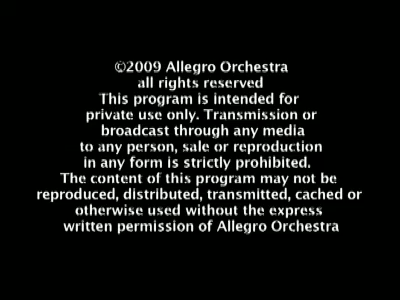 ©2009 Allegro Orchestra
all rights reserved
This program is intended for
private use only. Transmission or
broadcast through any media
to any person, sale or reproduction
in any form is strictly prohibited.
The content of this program may not be
reproduced, distributed, transmitted, cached or
otherwise used without the express
written permission of Allegro Orchestra